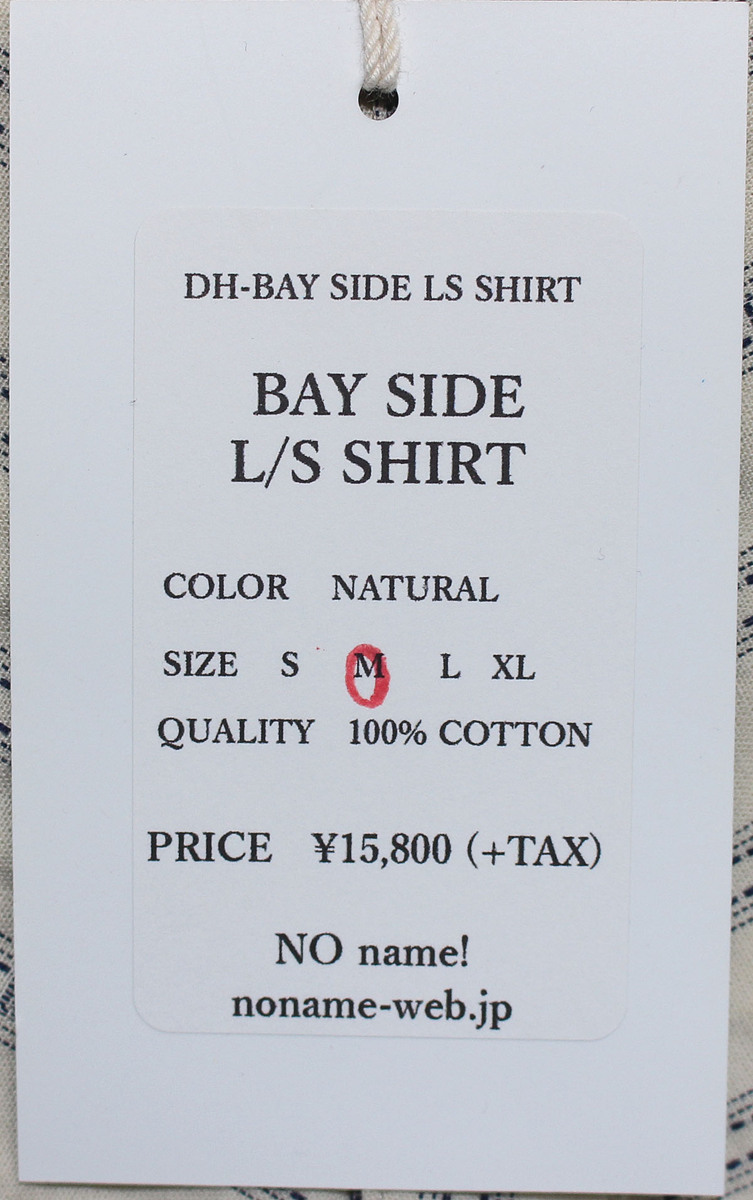 DH-BAY SIDE LS SHIRT
BAY SIDE
L/S SHIRT
COLOR NATURAL
SIZE S M L XL
QUALITY 100% COTTON
PRICE ¥15,800 (+TAX)
NO name!
noname-web.jp